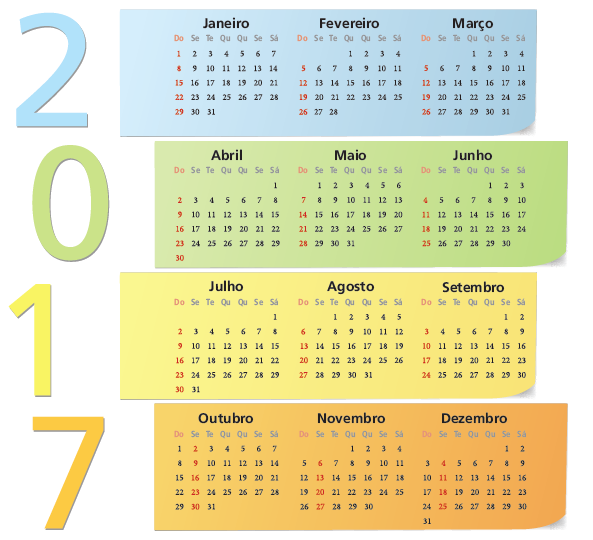 2017
Janeiro
Do Se Te Qu Qu Se Sá
1 2 3 4 5 6 7
8 9 10 11 12 13 14
15 16 17 18 19 20 21
22 23 24 25 26 27 28
29 30 31
Fevereiro
Do Se Te Qu Qu Se Sá
1 2 3 4
5 6 7 8 9 10 11
12 13 14 15 16 17 18
19 20 21 22 23 24 25
26 27 28
Março
Do Se Te Qu Qu Se Sá
1 2 3 4
5 6 7 8 9 10 11
12 13 14 15 16 17 18
19 20 21 22 23 24 25
26 27 28 29 30 31
Abril
Do Se Te Qu Qu Se Sá
1
2 3 4 5 6 7 8
9 10 11 12 13 14 15
16 17 18 19 20 21 22
23 24 25 26 27 28 29
30
Maio
Do Se Te Qu Qu Se Sá
1 2 3 4 5 6
7 8 9 10 11 12 13
14 15 16 17 18 19 20
21 22 23 24 25 26 27
28 29 30 31
Junho
Do Se Te Qu Qu Se Sá
1 2 3
4 5 6 7 8 9 10
11 12 13 14 15 16 17
18 19 20 21 22 23 24
25 26 27 28 29 30
Julho
Do Se Te Qu Qu Se Sá
1
2 3 4 5 6 7 8
9 10 11 12 13 14 15
16 17 18 19 20 21 22
23 24 25 26 27 28 29
30 31
Agosto
Do Se Te Qu Qu Se Sá
1 2 3 4 5
6 7 8 9 10 11 12
13 14 15 16 17 18 19
20 21 22 23 24 25 26
27 28 29 30 31
Setembro
Do Se Te Qu Qu Se Sá
1 2
3 4 5 6 7 8 9
10 11 12 13 14 15 16
17 18 19 20 21 22 23
24 25 26 27 28 29 30
Outubro
Do Se Te Qu Qu Se Sá
1 2 3 4 5 6 7
8 9 10 11 12 13 14
15 16 17 18 19 20 21
22 23 24 25 26 27 28
29 30 31
Novembro
Do Se Te Qu Qu Se Sá
1 2 3 4
5 6 7 8 9 10 11
12 13 14 15 16 17 18
19 20 21 22 23 24 25
26 27 28 29 30
Dezembro
Do Se Te Qu Qu Se Sá
1 2
3 4 5 6 7 8 9
10 11 12 13 14 15 16
17 18 19 20 21 22 23
24 25 26 27 28 29 30
31